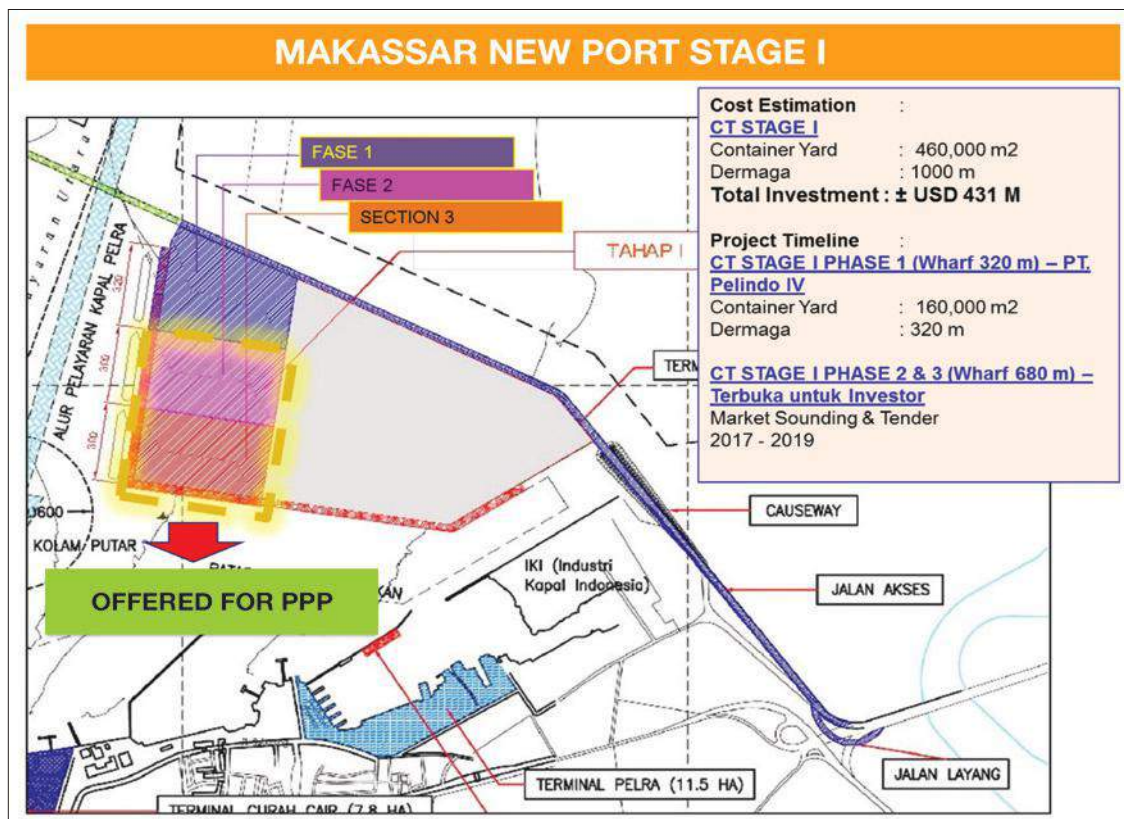 MAKASSAR NEW PORT STAGE I
Cost Estimation :
CT STAGE I
Container Yard : 460,000 m2
Dermaga : 1000 m
Total Investment : ± USD 431 M
Project Timeline :
CT STAGE I PHASE 1 (Wharf 320 m) – PT.
Pelindo IV
Container Yard : 160,000 m2
Dermaga : 320 m
CT STAGE I PHASE 2 & 3 (Wharf 680 m) –
Terbuka untuk Investor
Market Sounding & Tender
2017 - 2019
FASE 1
FASE 2
SECTION 3
TAHAP I
TERM
ALUR PELAYARAN KAPAL PELRA
320
300
300
KOLAM PUTAR
OFFERED FOR PPP
IKI (Industri
Kapal Indonesia)
CAUSEWAY
JALAN AKSES
JALAN LAYANG
TERMINAL PELRA (11.5 HA)
TERMINAL CURAH CAIR (7.8 HA)